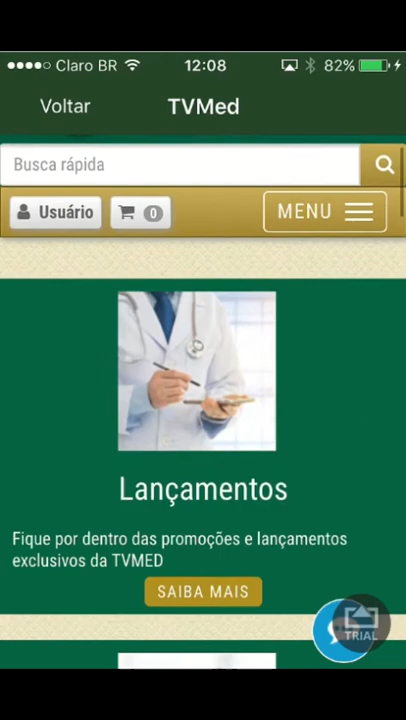 Claro BR 12:08 82%
Voltar TVMed
Busca rápida
Usuário 0 MENU
Lançamentos
Fique por dentro das promoções e lançamentos
exclusivos da TVMED
SAIBA MAIS
TRIAL